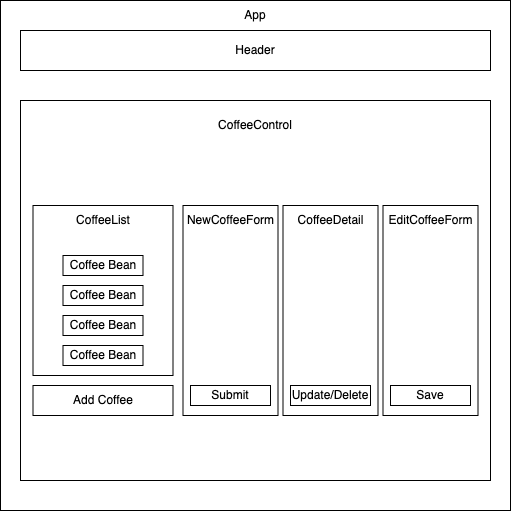 App
Header
CoffeeControl
CoffeeList
NewCoffeeForm
CoffeeDetail
EditCoffeeForm
Coffee Bean
Coffee Bean
Coffee Bean
Coffee Bean
Add Coffee
Submit
Update/Delete
Save